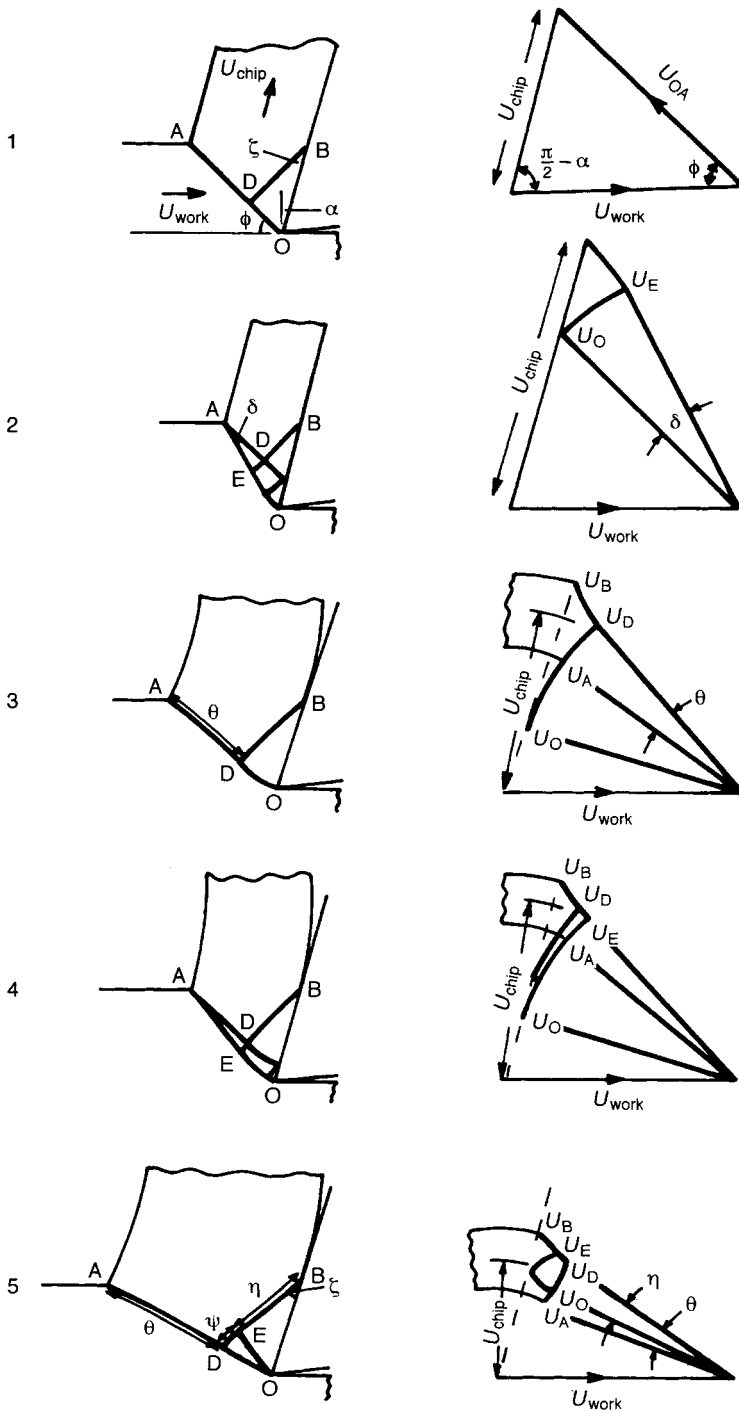 1
U_chip
A
ζ
B
D
U_work
φ
α
O
U_chip
U_OA
π/2 − α
φ
U_work
2
A
δ
D
B
E
O
U_E
U_O
U_chip
δ
U_work
3
A
θ
B
D
O
U_B
U_D
U_A
θ
U_chip
U_O
U_work
4
A
D
B
E
O
U_B
U_D
U_E
U_A
U_chip
U_O
U_work
5
A
η
B
ζ
ψ
E
θ
D
O
U_B
U_E
U_D
η
θ
U_O
U_A
U_chip
U_work